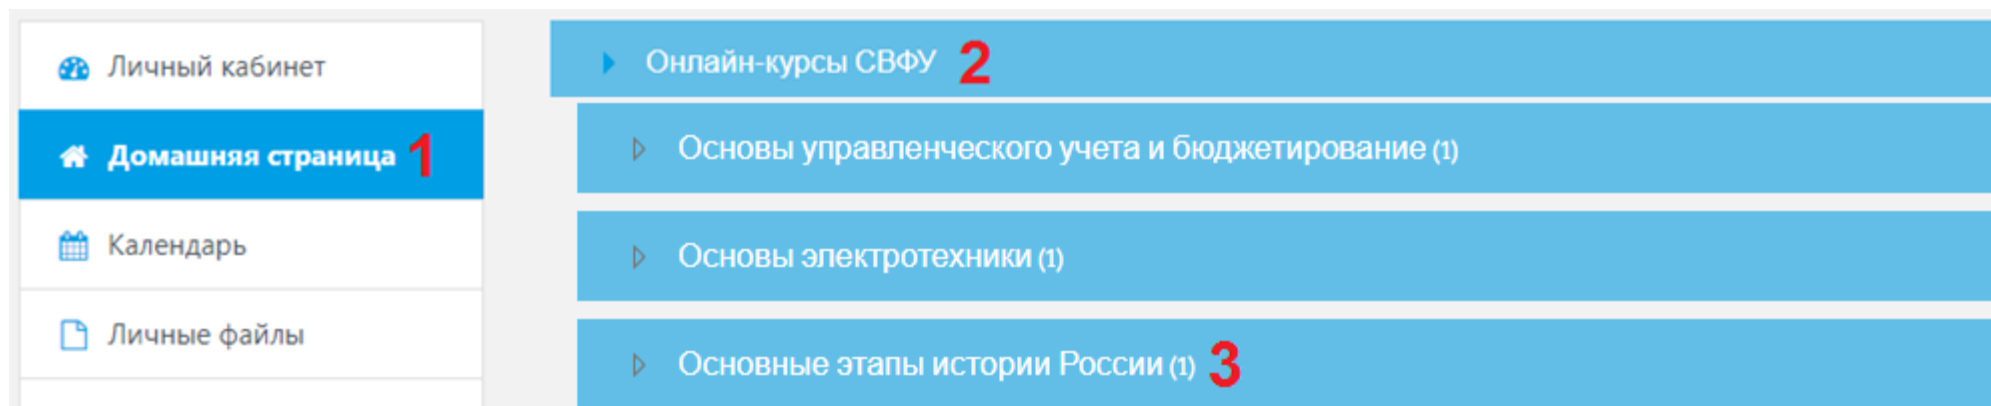 Личный кабинет
Домашняя страница 1
Календарь
Личные файлы
Онлайн-курсы СВФУ 2
Основы управленческого учета и бюджетирование (1)
Основы электротехники (1)
Основные этапы истории России (1) 3